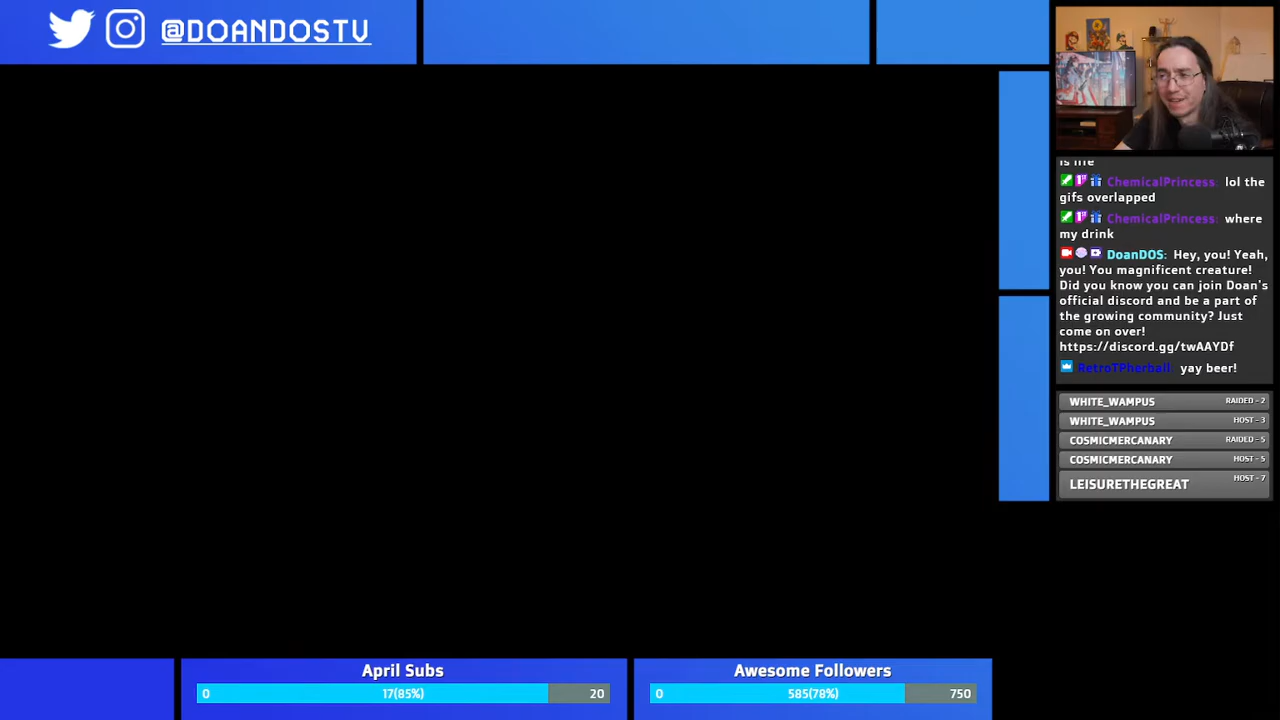 @DOANDOSTV
is life
ChemicalPrincess: lol the
gifs overlapped
ChemicalPrincess: where
my drink
DoanDOS: Hey, you! Yeah,
you! You magnificent creature!
Did you know you can join Doan's
official discord and be a part of
the growing community? Just
come on over!
https://discord.gg/twAAYDf
RetroTPherball: yay beer!
WHITE_WAMPUS RAIDED - 2
WHITE_WAMPUS HOST - 3
COSMICMERCANARY RAIDED - 5
COSMICMERCANARY HOST - 5
LEISURETHEGREAT HOST - 7
April Subs
0 17(85%) 20
Awesome Followers
0 585(78%) 750